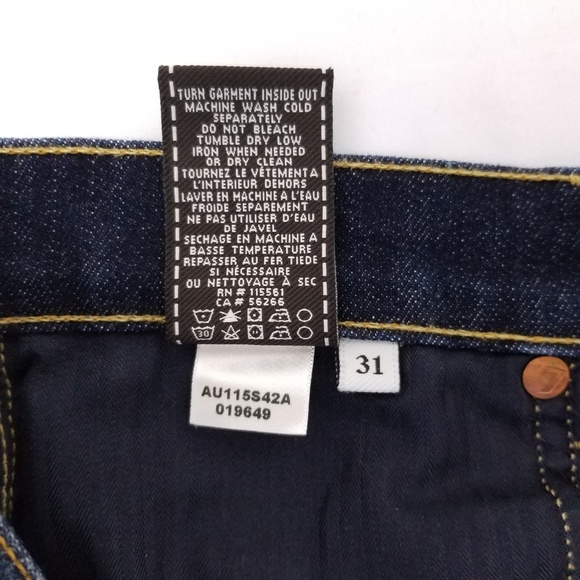 TURN GARMENT INSIDE OUT
MACHINE WASH COLD
SEPARATELY
DO NOT BLEACH
TUMBLE DRY LOW
IRON WHEN NEEDED
OR DRY CLEAN
TOURNEZ LE VÉTEMENT A
L'INTERIEUR DEHORS
LAVER EN MACHINE A L'EAU
FROIDE SEPAREMENT
NE PAS UTILISER D'EAU
DE JAVEL
SECHAGE EN MACHINE A
BASSE TEMPERATURE
REPASSER AU FER TIEDE
SI NÉCESSAIRE
OU NETTOYAGE A SEC
RN # 115561
CA # 56266
30
AU115S42A
019649
31